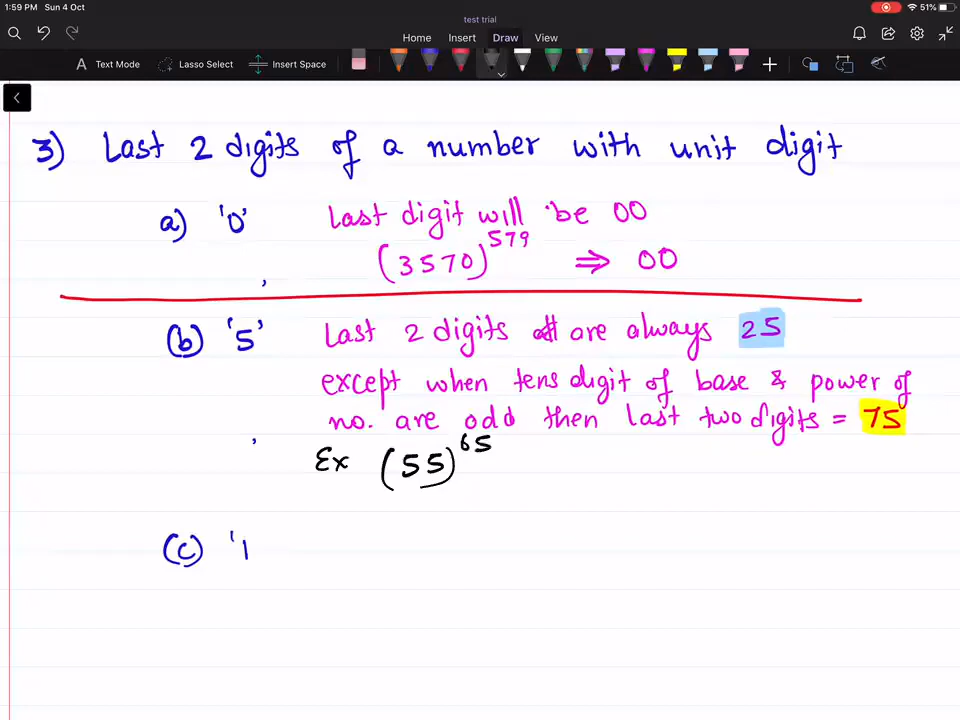 1:59 PM Sun 4 Oct
51%
test trial
Home Insert Draw View
Text Mode Lasso Select Insert Space
3) Last 2 digits of a number with unit digit
a) '0' Last digit will be 00
(3570)^579 ⇒ 00
(b) '5' Last 2 digits are always 25
except when tens digit of base & power of
no. are odd then last two digits = 75
Ex (55)^65
(c) '1